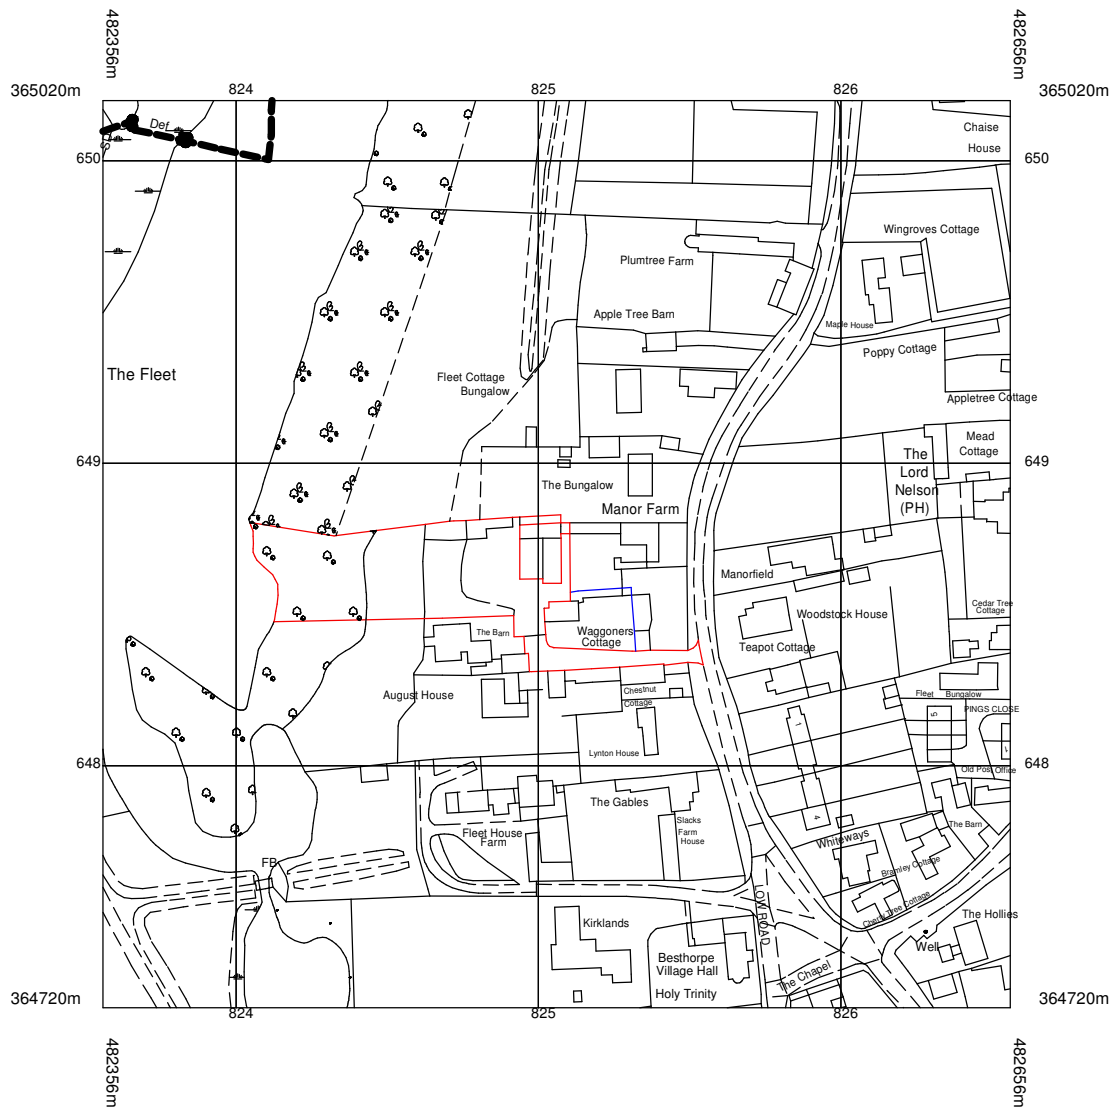 482356m
482656m
365020m
824
825
826
365020m
Def
Chaise
House
650
650
Wingroves Cottage
Plumtree Farm
Apple Tree Barn
Maple House
Poppy Cottage
The Fleet
Fleet Cottage
Bungalow
Appletree Cottage
Mead
Cottage
649
649
The
Lord
Nelson
(PH)
The Bungalow
Manor Farm
Manorfield
Cedar Tree
Cottage
Woodstock House
The Barn
Waggoners
Cottage
Teapot Cottage
August House
Chestnut
Cottage
Fleet Bungalow
PINGS CLOSE
5
1
1
Lynton House
648
648
Old Post Office
The Gables
4
Slacks
Farm
House
The Barn
Fleet House
Farm
Whiteways
Bramley Cottage
FB
LOW ROAD
Cherry Tree Cottage
The Hollies
Kirklands
Well
Besthorpe
Village Hall
The Chapel
Holy Trinity
364720m
824
825
826
364720m
482356m
482656m